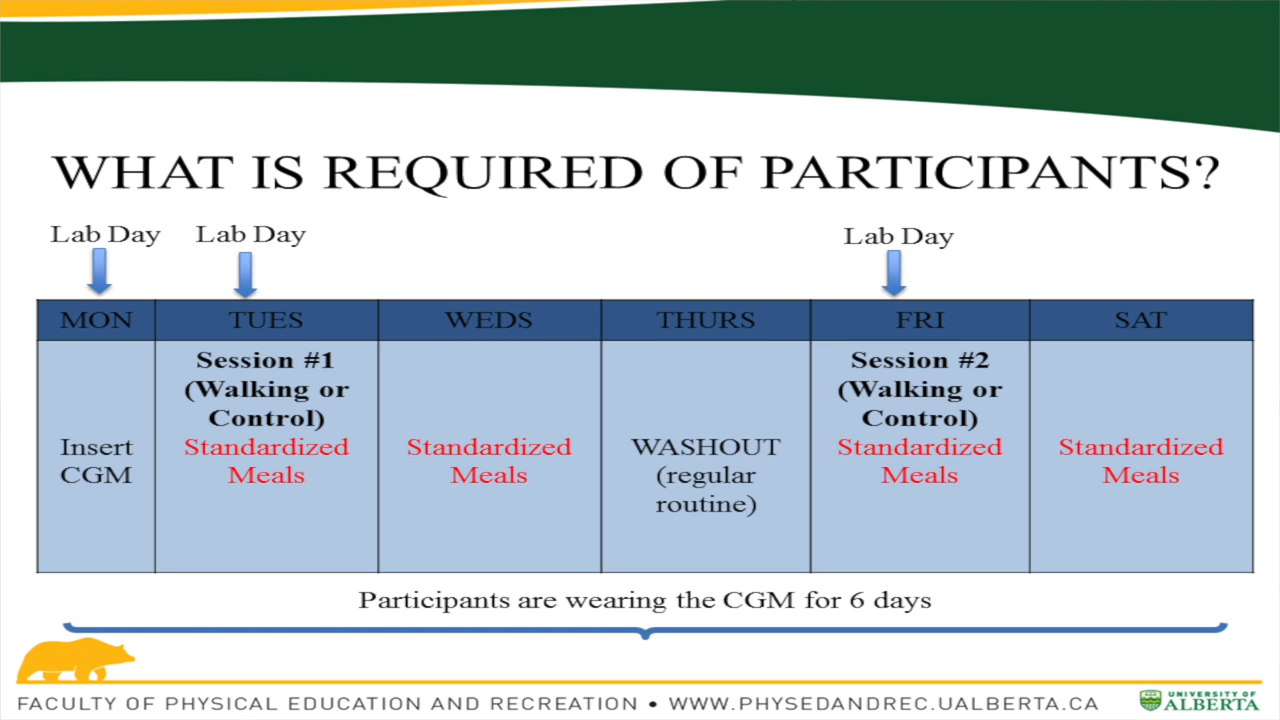 WHAT IS REQUIRED OF PARTICIPANTS?
Lab Day
Lab Day
Lab Day
MON
TUES
WEDS
THURS
FRI
SAT
Insert
CGM
Session #1
(Walking or
Control)
Standardized
Meals
Standardized
Meals
WASHOUT
(regular
routine)
Session #2
(Walking or
Control)
Standardized
Meals
Standardized
Meals
Participants are wearing the CGM for 6 days
FACULTY OF PHYSICAL EDUCATION AND RECREATION • WWW.PHYSEDANDREC.UALBERTA.CA
UNIVERSITY OF
ALBERTA